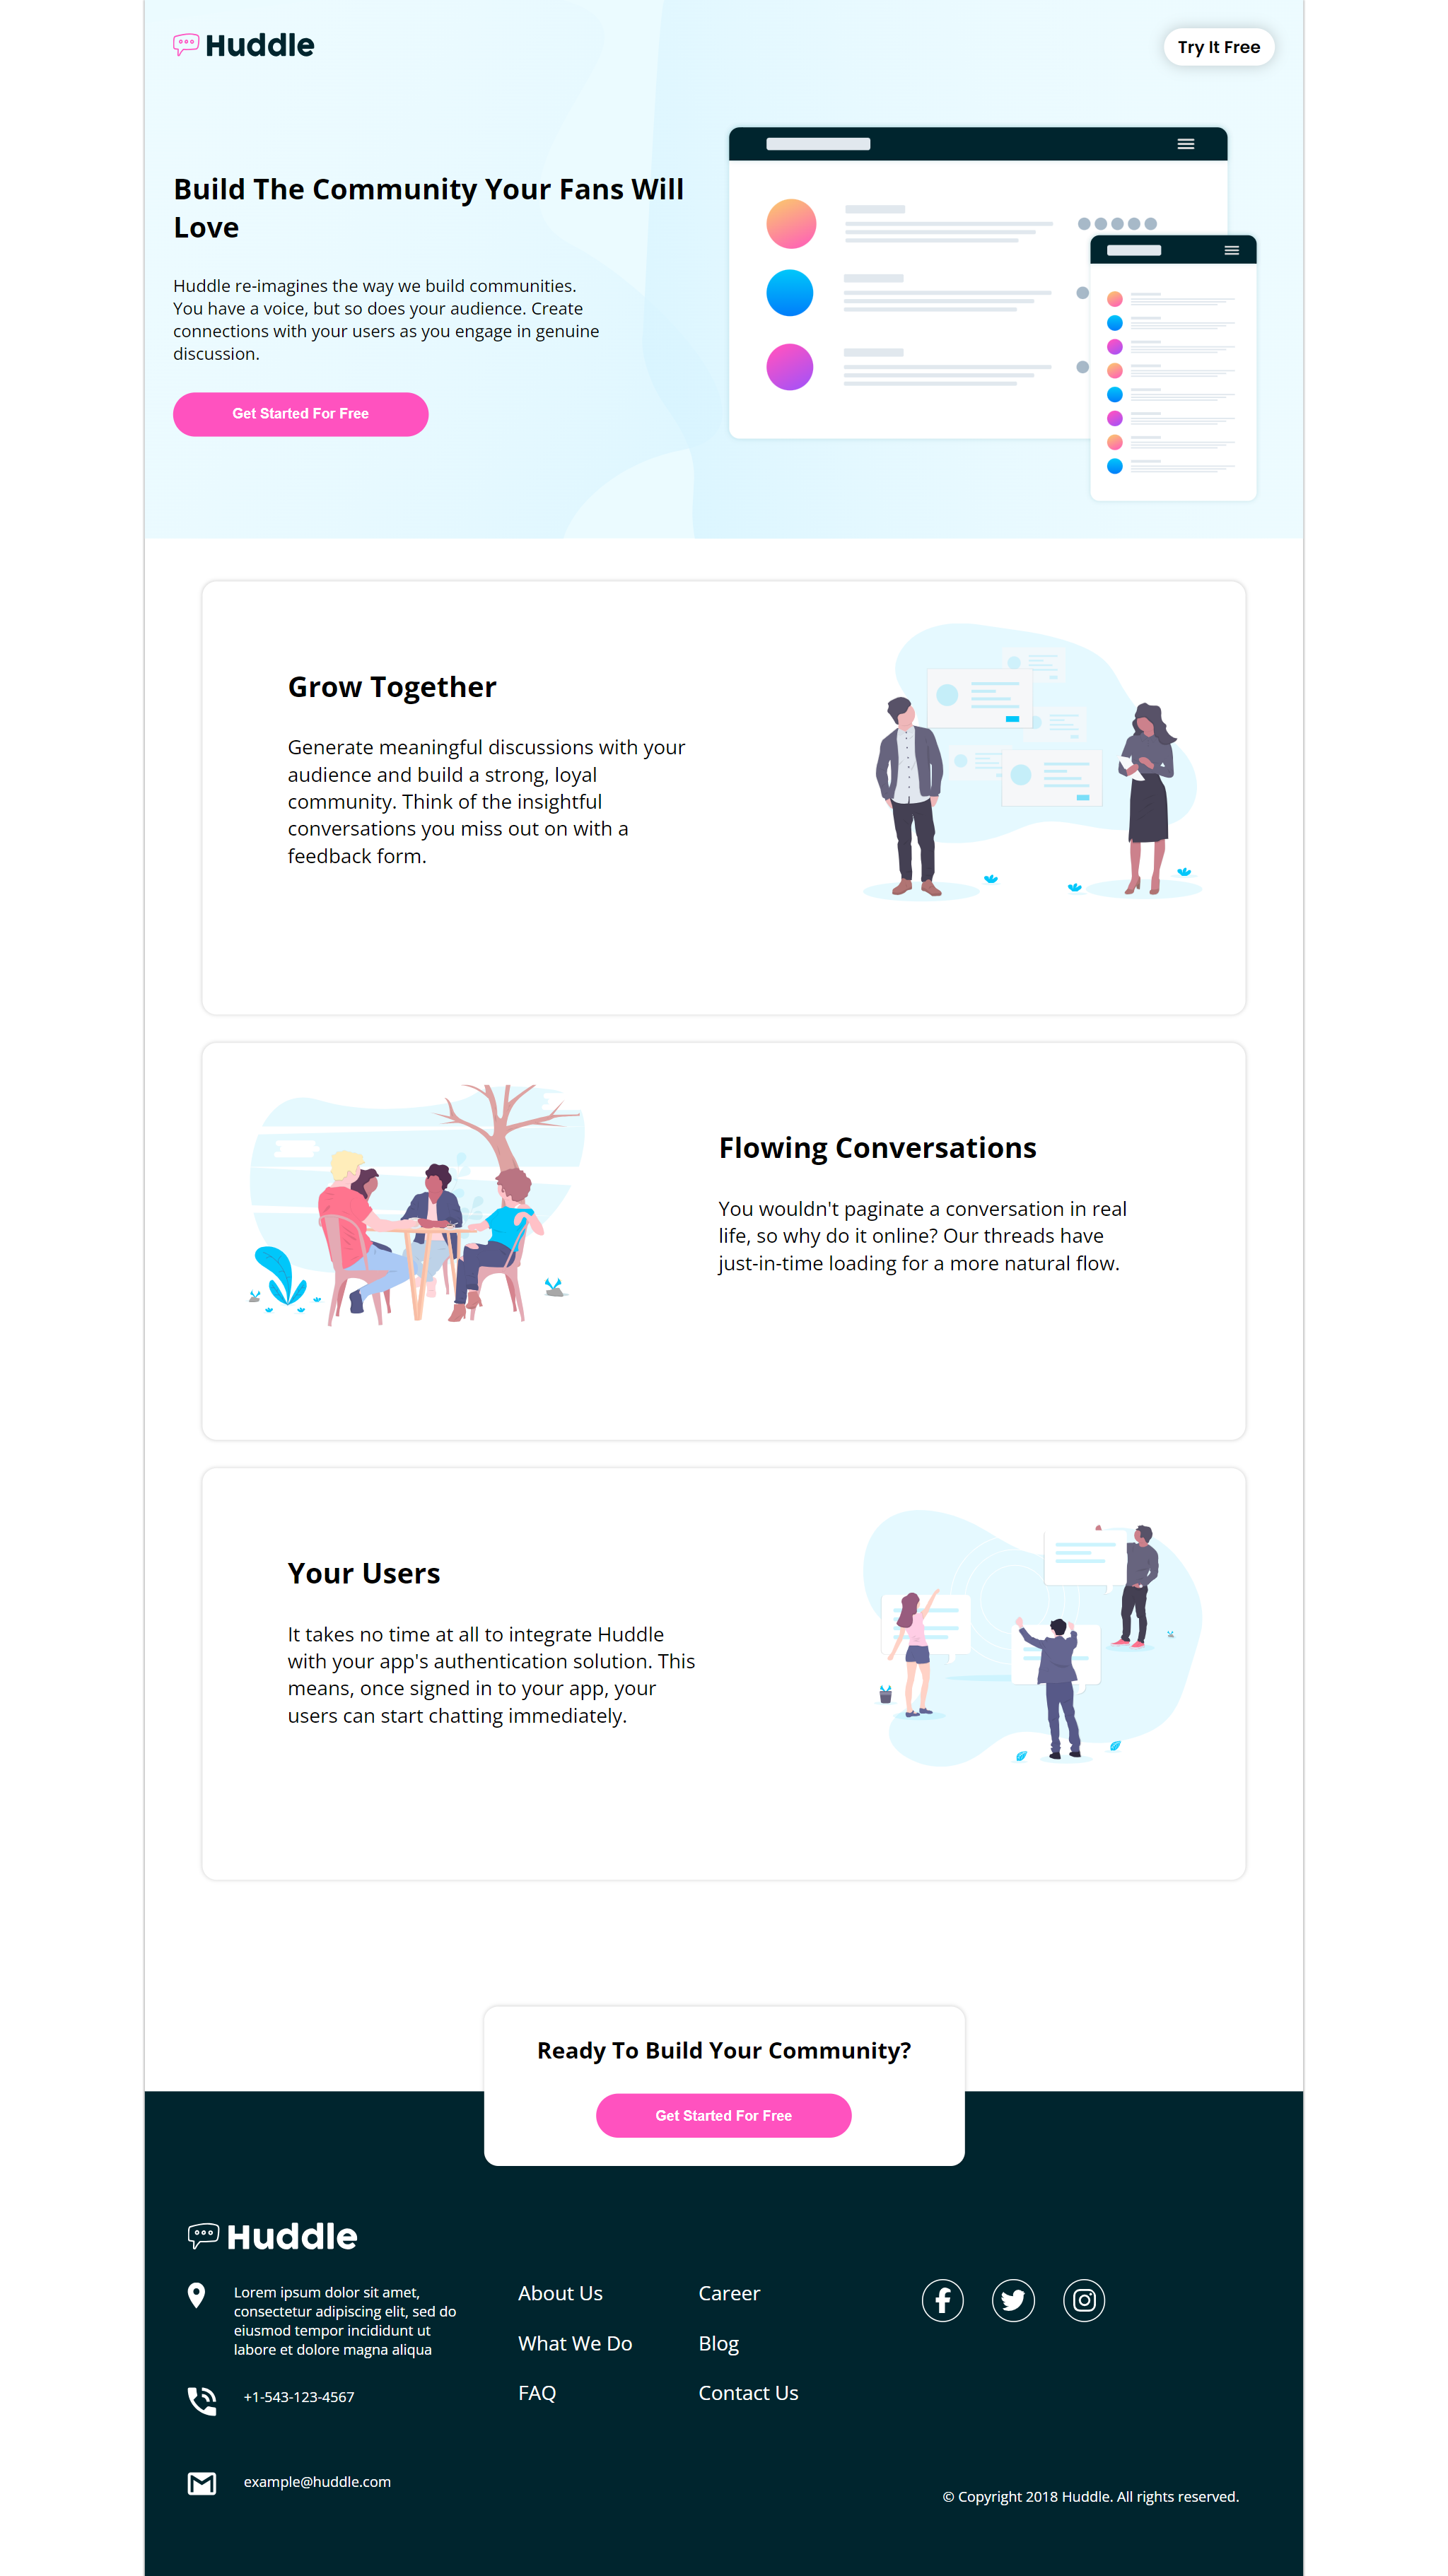 Huddle
Try It Free
Build The Community Your Fans Will
Love
Huddle re-imagines the way we build communities.
You have a voice, but so does your audience. Create
connections with your users as you engage in genuine
discussion.
Get Started For Free
Grow Together
Generate meaningful discussions with your
audience and build a strong, loyal
community. Think of the insightful
conversations you miss out on with a
feedback form.
Flowing Conversations
You wouldn't paginate a conversation in real
life, so why do it online? Our threads have
just-in-time loading for a more natural flow.
Your Users
It takes no time at all to integrate Huddle
with your app's authentication solution. This
means, once signed in to your app, your
users can start chatting immediately.
Ready To Build Your Community?
Get Started For Free
Huddle
Lorem ipsum dolor sit amet,
consectetur adipiscing elit, sed do
eiusmod tempor incididunt ut
labore et dolore magna aliqua
+1-543-123-4567
example@huddle.com
About Us
What We Do
FAQ
Career
Blog
Contact Us
© Copyright 2018 Huddle. All rights reserved.